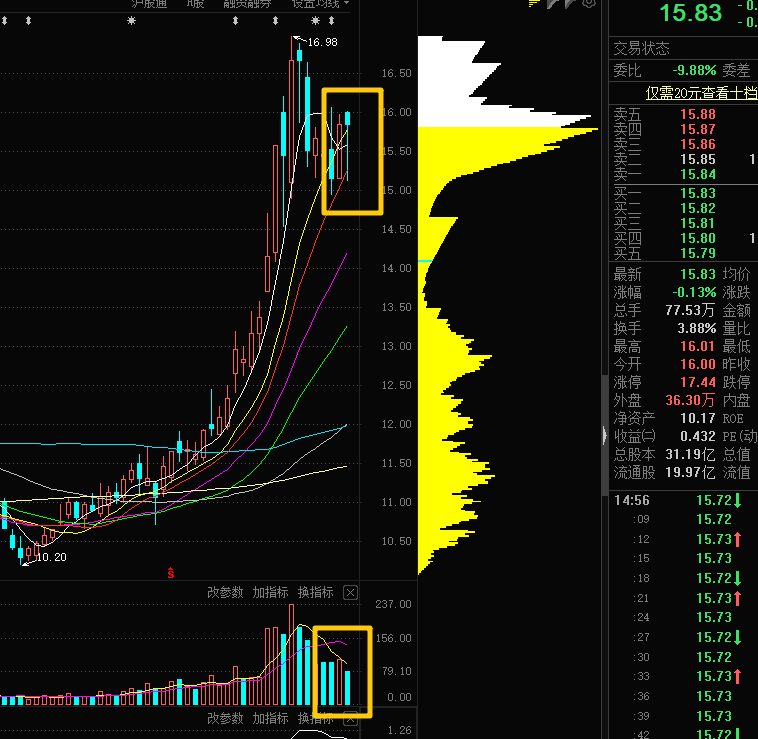 沪股通 融资融券 设置均线
16.98
16.50
16.00
15.50
15.00
14.50
14.00
13.50
13.00
12.50
12.00
11.50
11.00
10.50
10.20
S
改参数 加指标 换指标
237.00
156.00
79.10
0.00
改参数 加指标 换指标
1.26
15.83
交易状态
委比 -9.88% 委差
仅需20元查看十档
卖五 15.88
卖四 15.87
卖三 15.86
卖二 15.85 1
卖一 15.84
买一 15.83
买二 15.82
买三 15.81
买四 15.80 1
买五 15.79
最新 15.83 均价
涨幅 -0.13% 涨跌
总手 77.53万 金额
换手 3.88% 量比
最高 16.01 最低
今开 16.00 昨收
涨停 17.44 跌停
外盘 36.30万 内盘
净资产 10.17 ROE
收益㈡ 0.432 PE(动
总股本 31.19亿 总值
流通股 19.97亿 流值
14:56 15.72↓
:09 15.72
:12 15.73↑
:15 15.73
:18 15.72↓
:21 15.73↑
:24 15.73
:27 15.72↓
:30 15.72
:33 15.73↑
:36 15.73
:39 15.73
:42 15.72↓